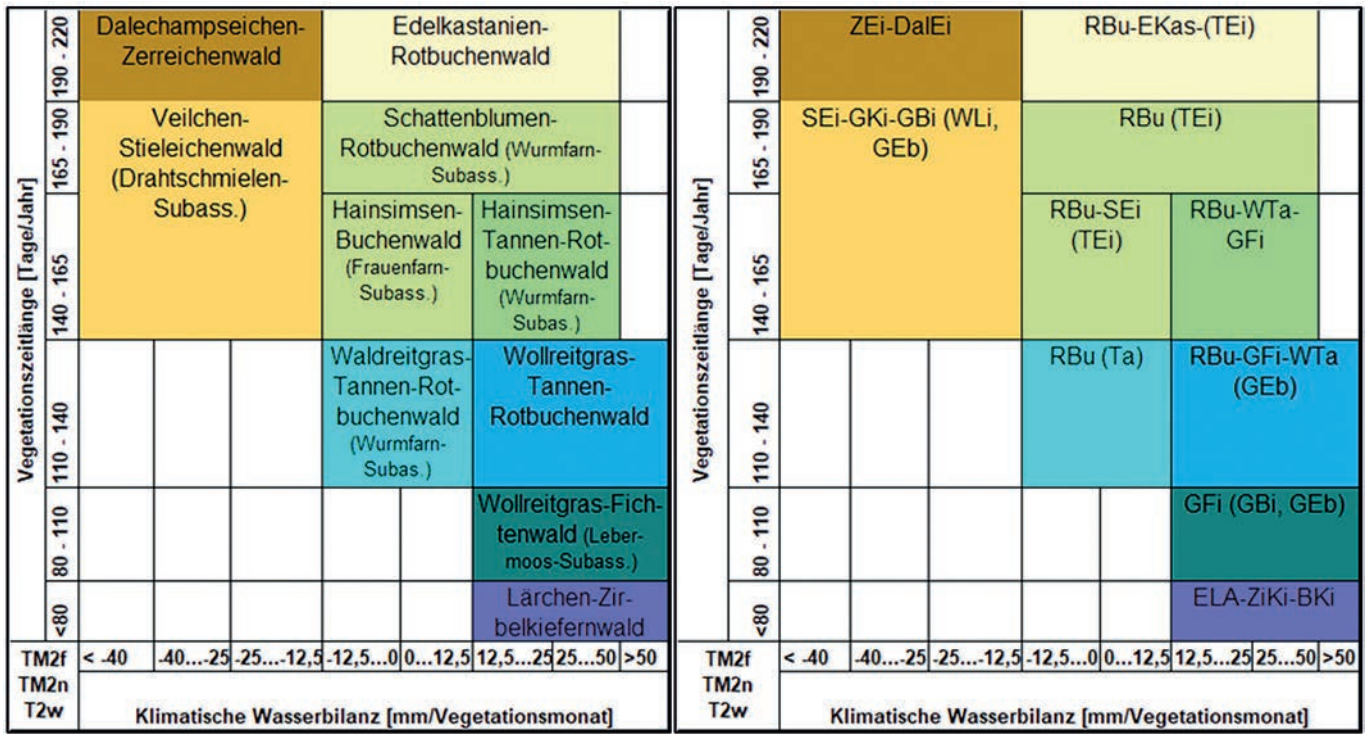 Vegetationszeitlänge [Tage/Jahr]
190 - 220
Dalechampseichen-
Zerreichenwald
Edelkastanien-
Rotbuchenwald
165 - 190
Veilchen-
Stieleichenwald
(Drahtschmielen-
Subass.)
Schattenblumen-
Rotbuchenwald (Wurmfarn-
Subass.)
140 - 165
Hainsimsen-
Buchenwald
(Frauenfarn-
Subass.)
Hainsimsen-
Tannen-Rot-
buchenwald
(Wurmfarn-
Subas.)
110 - 140
Waldreitgras-
Tannen-Rot-
buchenwald
(Wurmfarn-
Subas.)
Wollreitgras-
Tannen-
Rotbuchenwald
80 - 110
Wollreitgras-Fich-
tenwald (Leber-
moos-Subass.)
<80
Lärchen-Zir-
belkiefernwald
TM2f
TM2n
T2w
< -40 -40...-25 -25...-12,5 -12,5...0 0...12,5 12,5...25 25...50 >50
Klimatische Wasserbilanz [mm/Vegetationsmonat]
Vegetationszeitlänge [Tage/Jahr]
190 - 220
ZEi-DalEi
RBu-EKas-(TEi)
165 - 190
SEi-GKi-GBi (WLi,
GEb)
RBu (TEi)
140 - 165
RBu-SEi
(TEi)
RBu-WTa-
GFi
110 - 140
RBu (Ta)
RBu-GFi-WTa
(GEb)
80 - 110
GFi (GBi, GEb)
<80
ELA-ZiKi-BKi
TM2f
TM2n
T2w
< -40 -40...-25 -25...-12,5 -12,5...0 0...12,5 12,5...25 25...50 >50
Klimatische Wasserbilanz [mm/Vegetationsmonat]